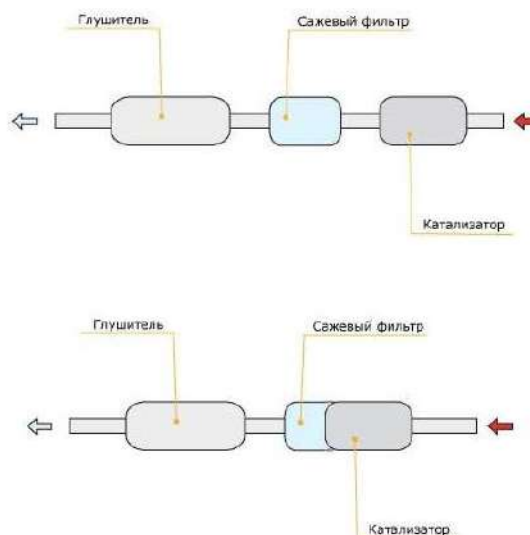 Глушитель
Сажевый фильтр
Катализатор
Глушитель
Сажевый фильтр
Катализатор